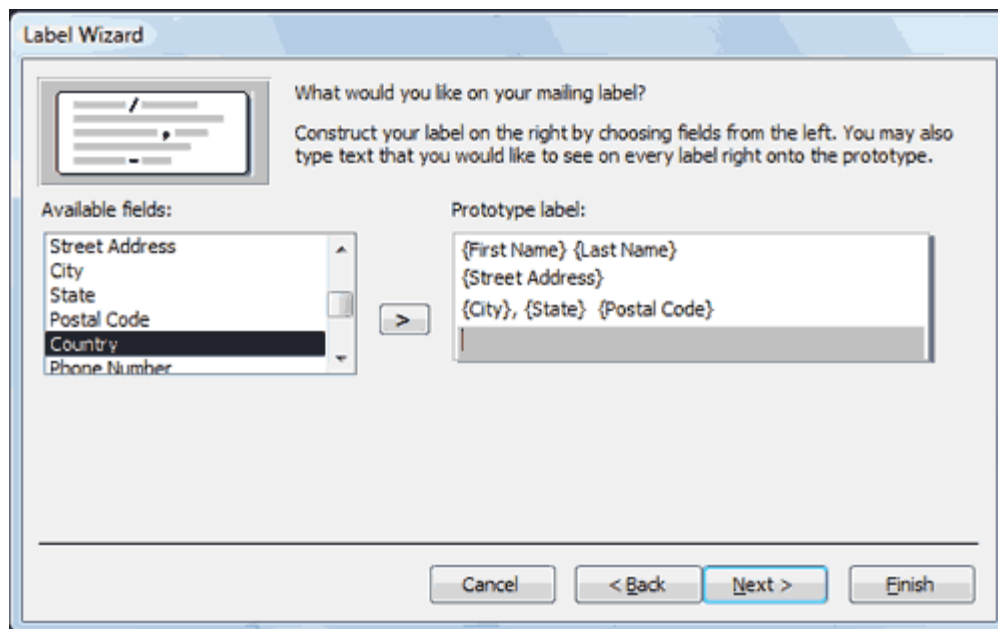 Label Wizard
What would you like on your mailing label?
Construct your label on the right by choosing fields from the left. You may also
type text that you would like to see on every label right onto the prototype.
Available fields:
Street Address
City
State
Postal Code
Country
Phone Number
>
Prototype label:
{First Name} {Last Name}
{Street Address}
{City}, {State}  {Postal Code}
Cancel
< Back
Next >
Finish